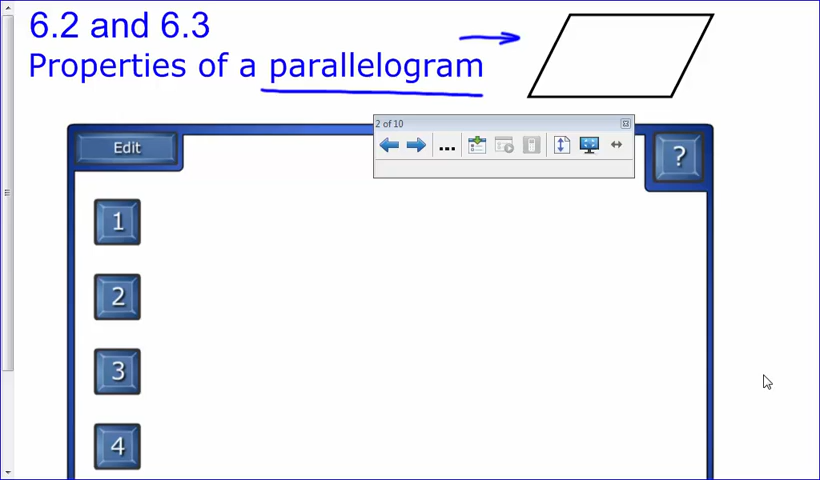 6.2 and 6.3
Properties of a parallelogram
2 of 10
Edit
...
?
1
2
3
4